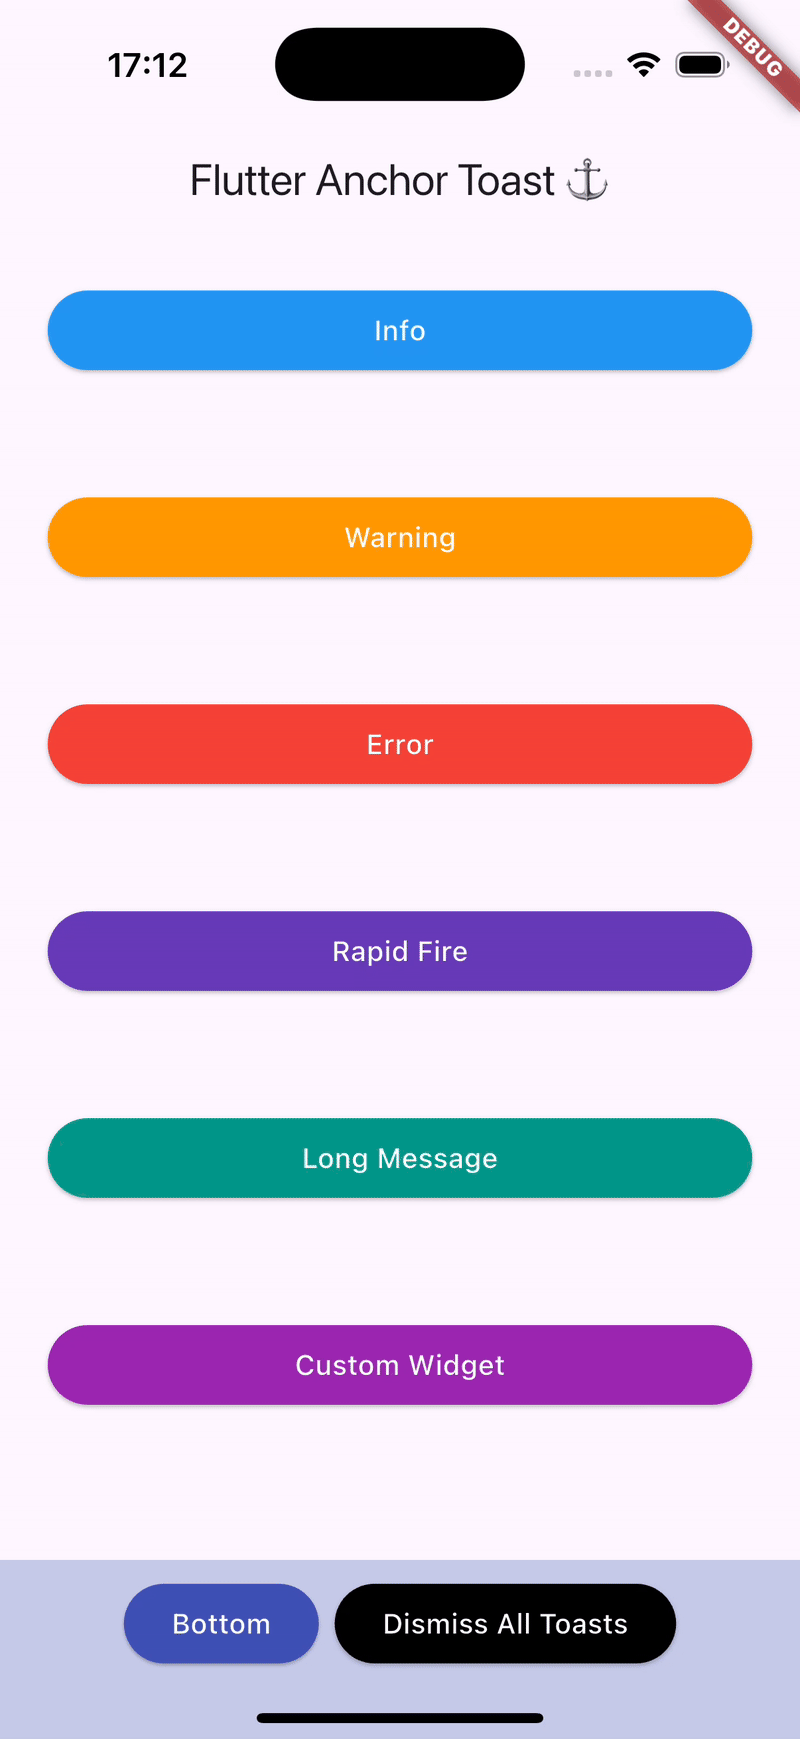 17:12
DEBUG
Flutter Anchor Toast ⚓
Info
Warning
Error
Rapid Fire
Long Message
Custom Widget
Bottom
Dismiss All Toasts